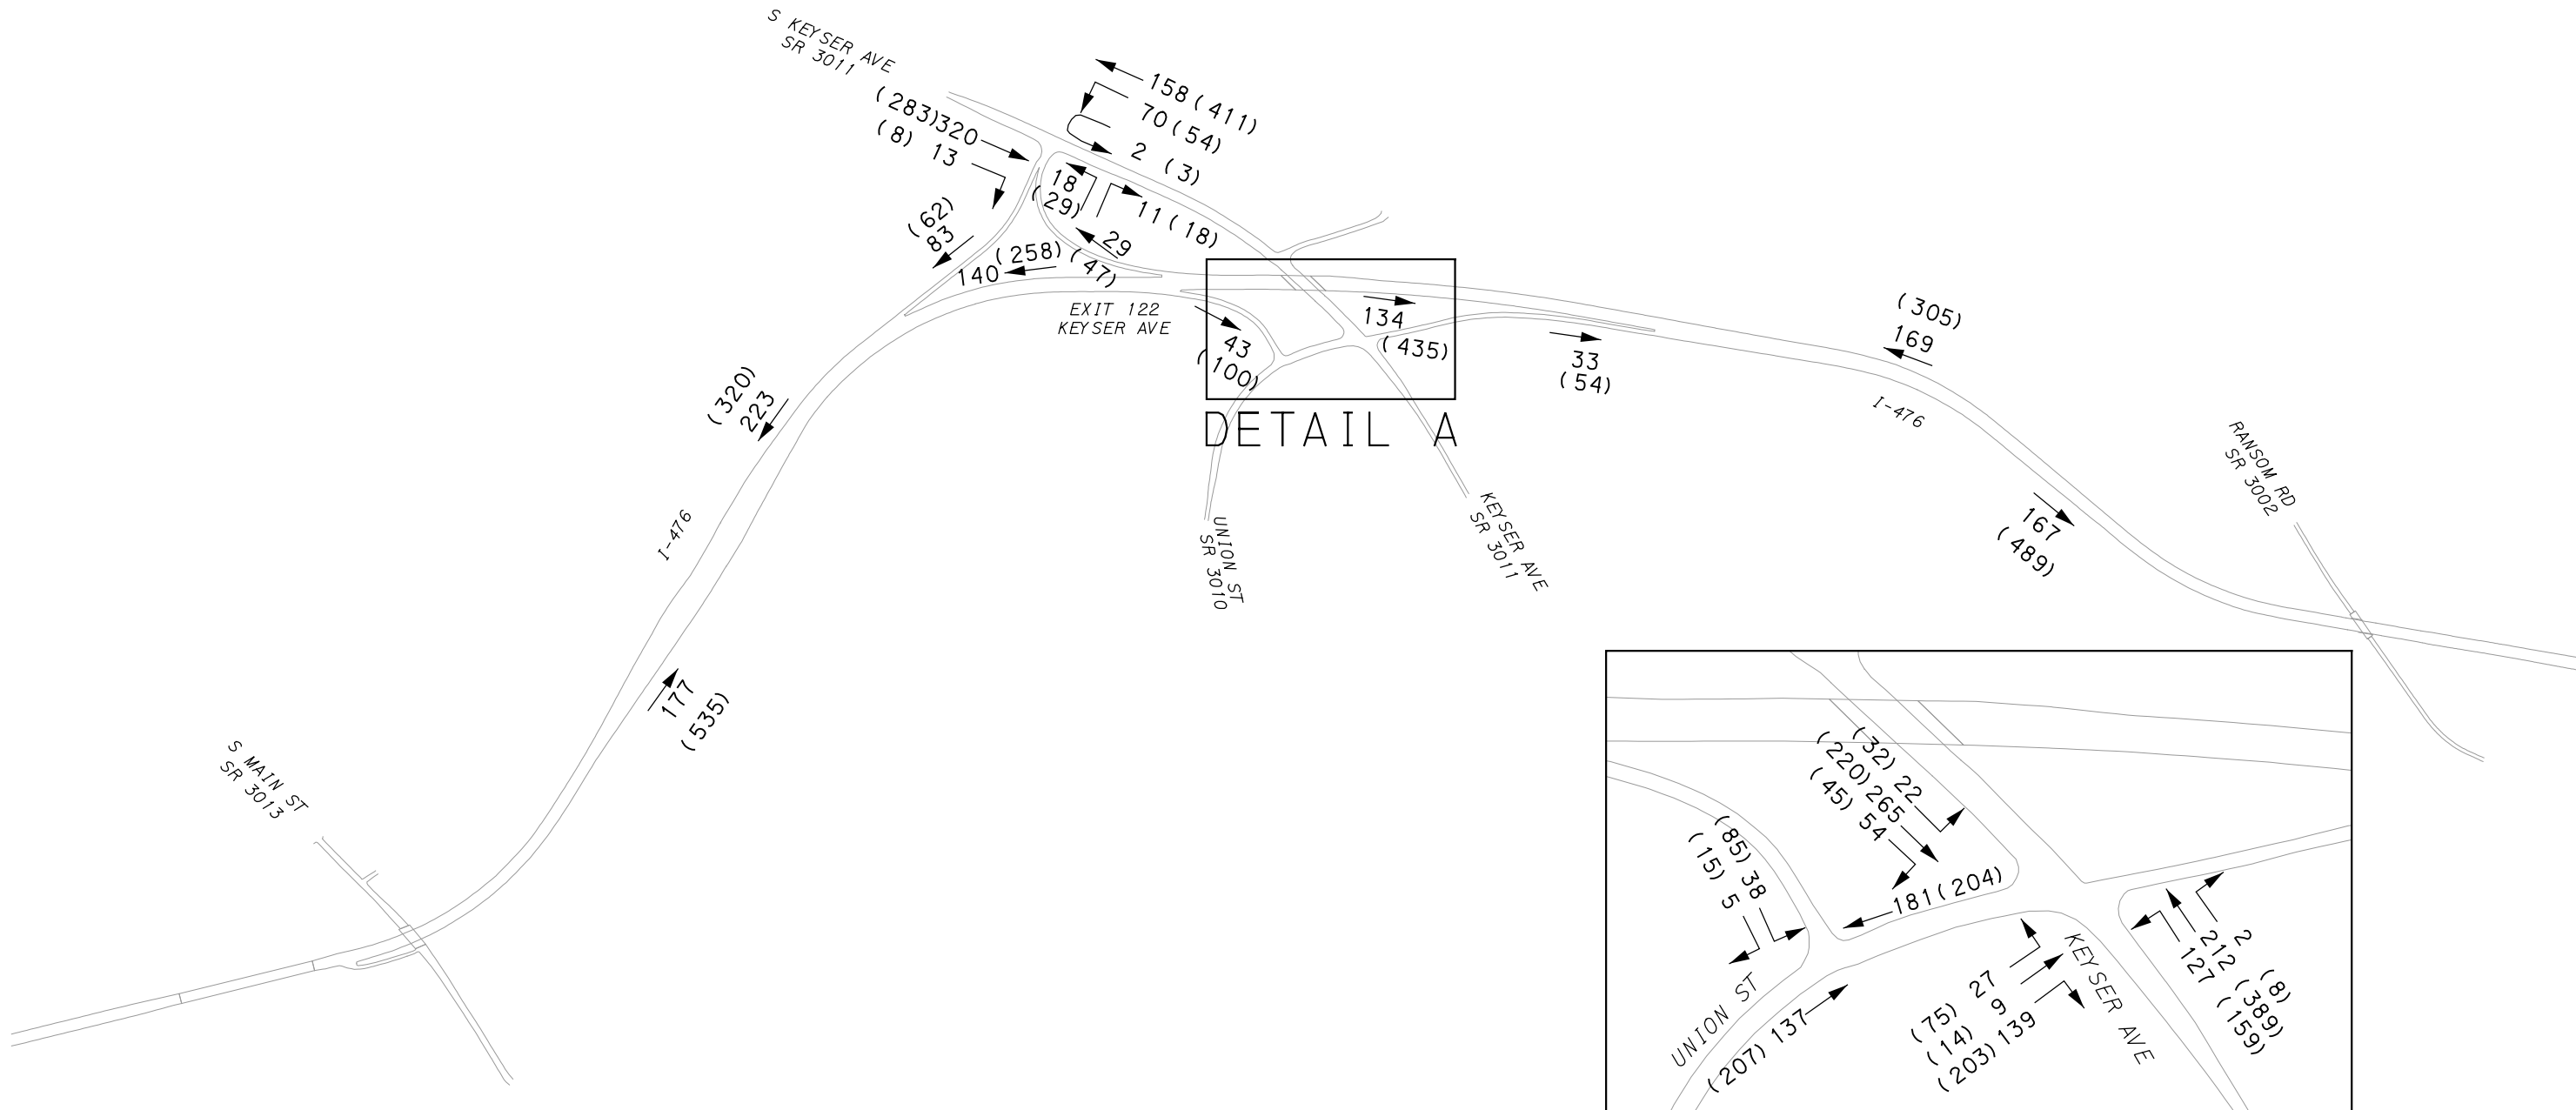 S KEYSER AVE
SR 3011
(283)320
(8) 13
158(411)
70(54)
2 (3)
18
(29)
11(18)
(62)
83
29
(47)
(258)
140
EXIT 122
KEYSER AVE
43
(100)
134
(435)
33
(54)
DETAIL A
(305)
169
I-476
RANSOM RD
SR 3002
167
(489)
(320)
223
I-476
UNION ST
SR 3010
KEYSER AVE
SR 3011
177
(535)
S MAIN ST
SR 3013
(32) 22
(220)265
(45) 54
(85) 38
(15) 5
181(204)
UNION ST
(207) 137
(75) 27
(14) 9
(203)139
KEYSER AVE
2 (8)
212 (389)
127 (159)